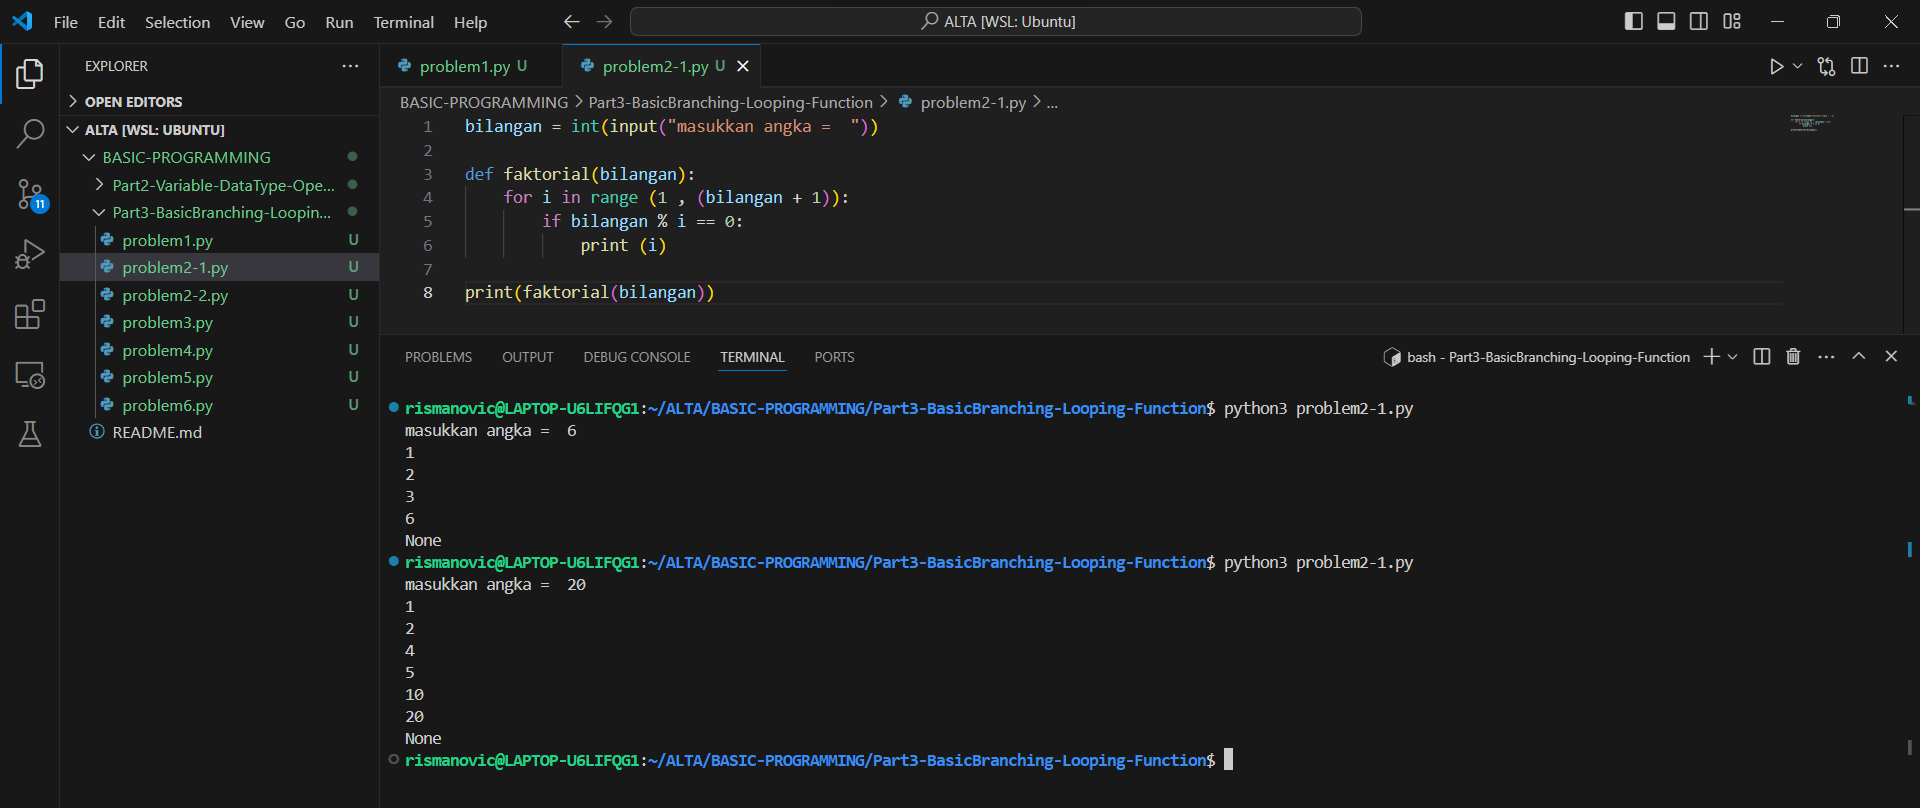 File Edit Selection View Go Run Terminal Help
ALTA [WSL: Ubuntu]
EXPLORER
OPEN EDITORS
ALTA [WSL: UBUNTU]
BASIC-PROGRAMMING
Part2-Variable-DataType-Ope...
Part3-BasicBranching-Loopin...
problem1.py U
problem2-1.py U
problem2-2.py U
problem3.py U
problem4.py U
problem5.py U
problem6.py U
README.md
11
problem1.py U
problem2-1.py U
BASIC-PROGRAMMING > Part3-BasicBranching-Looping-Function > problem2-1.py > ...
1 bilangan = int(input("masukkan angka =  "))
2
3 def faktorial(bilangan):
4     for i in range (1 , (bilangan + 1)):
5         if bilangan % i == 0:
6             print (i)
7
8 print(faktorial(bilangan))
PROBLEMS OUTPUT DEBUG CONSOLE TERMINAL PORTS
bash - Part3-BasicBranching-Looping-Function
rismanovic@LAPTOP-U6LIFQG1:~/ALTA/BASIC-PROGRAMMING/Part3-BasicBranching-Looping-Function$ python3 problem2-1.py
masukkan angka =  6
1
2
3
6
None
rismanovic@LAPTOP-U6LIFQG1:~/ALTA/BASIC-PROGRAMMING/Part3-BasicBranching-Looping-Function$ python3 problem2-1.py
masukkan angka =  20
1
2
4
5
10
20
None
rismanovic@LAPTOP-U6LIFQG1:~/ALTA/BASIC-PROGRAMMING/Part3-BasicBranching-Looping-Function$